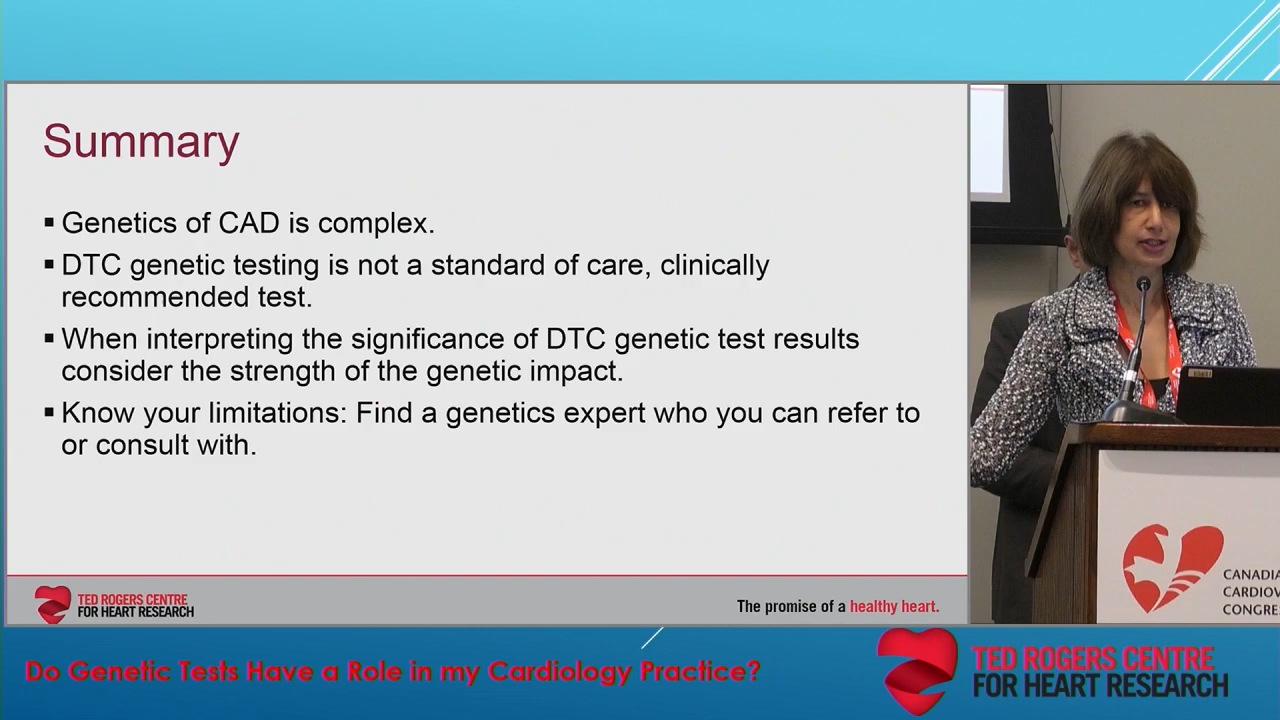 Summary
▪ Genetics of CAD is complex.
▪ DTC genetic testing is not a standard of care, clinically
recommended test.
▪ When interpreting the significance of DTC genetic test results
consider the strength of the genetic impact.
▪ Know your limitations: Find a genetics expert who you can refer to
or consult with.
TED ROGERS CENTRE
FOR HEART RESEARCH
The promise of a healthy heart.
CANADIA
CARDIOV
CONGRE
Do Genetic Tests Have a Role in my Cardiology Practice?
TED ROGERS CENTRE
FOR HEART RESEARCH